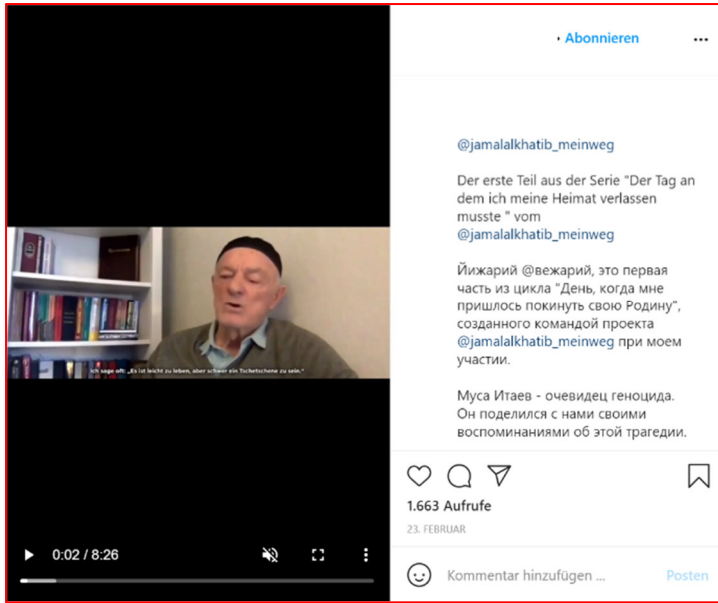 Ich sage oft: „Es ist leicht zu leben, aber schwer ein Tschetschene zu sein."
0:02 / 8:26
• Abonnieren
@jamalalkhatib_meinweg
Der erste Teil aus der Serie "Der Tag an
dem ich meine Heimat verlassen
musste " vom
@jamalalkhatib_meinweg
Йижарий @вежарий, это первая
часть из цикла "День, когда мне
пришлось покинуть свою Родину",
созданного командой проекта
@jamalalkhatib_meinweg при моем
участии.
Муса Итаев - очевидец геноцида.
Он поделился с нами своими
воспоминаниями об этой трагедии.
1.663 Aufrufe
23. FEBRUAR
Kommentar hinzufügen ...
Posten